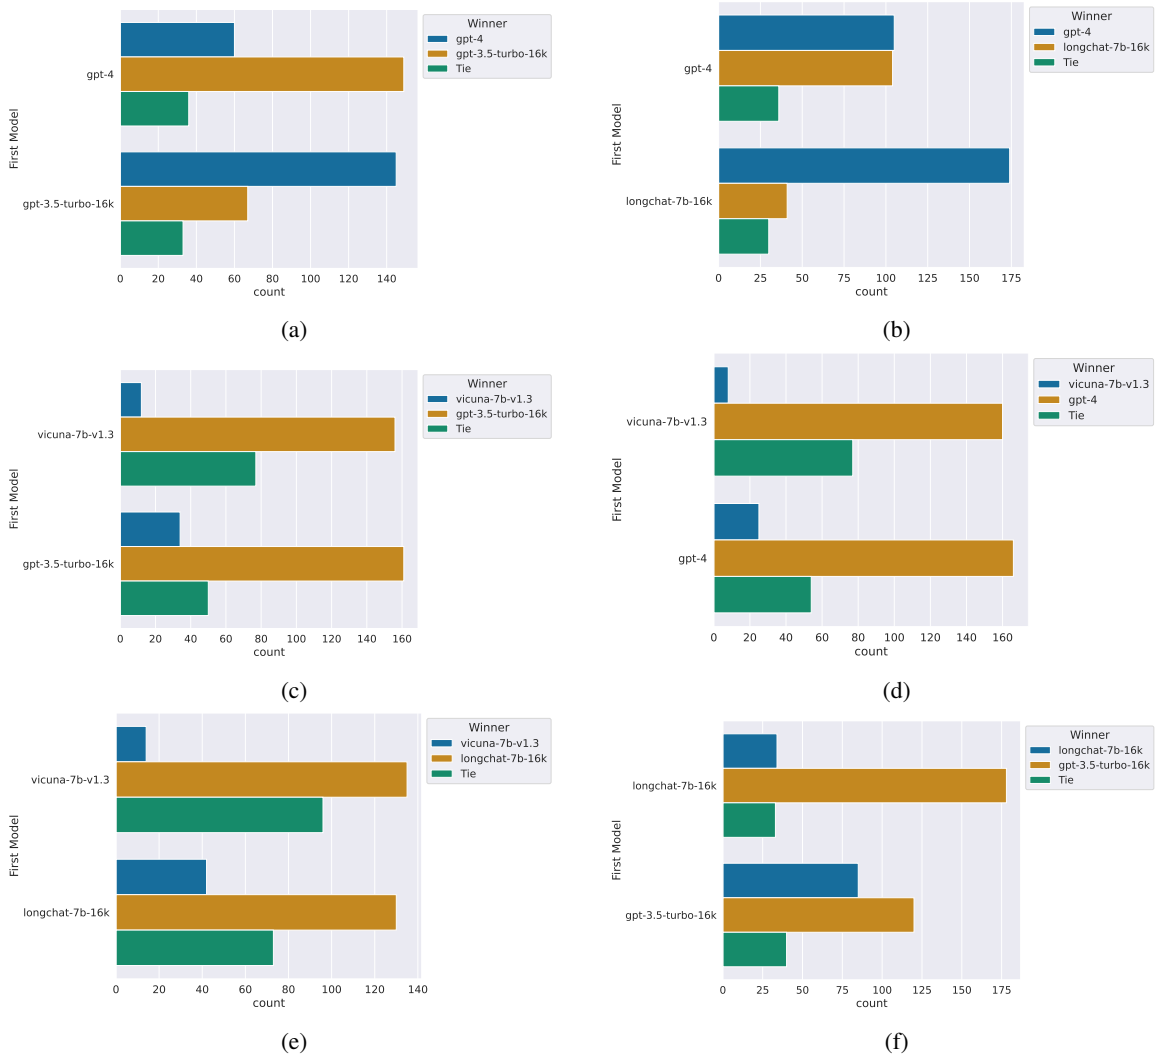 Winner
gpt-4
gpt-3.5-turbo-16k
Tie
First Model
gpt-4
gpt-3.5-turbo-16k
0 20 40 60 80 100 120 140
count
(a)
Winner
gpt-4
longchat-7b-16k
Tie
First Model
gpt-4
longchat-7b-16k
0 25 50 75 100 125 150 175
count
(b)
Winner
vicuna-7b-v1.3
gpt-3.5-turbo-16k
Tie
First Model
vicuna-7b-v1.3
gpt-3.5-turbo-16k
0 20 40 60 80 100 120 140 160
count
(c)
Winner
vicuna-7b-v1.3
gpt-4
Tie
First Model
vicuna-7b-v1.3
gpt-4
0 20 40 60 80 100 120 140 160
count
(d)
Winner
vicuna-7b-v1.3
longchat-7b-16k
Tie
First Model
vicuna-7b-v1.3
longchat-7b-16k
0 20 40 60 80 100 120 140
count
(e)
Winner
longchat-7b-16k
gpt-3.5-turbo-16k
Tie
First Model
longchat-7b-16k
gpt-3.5-turbo-16k
0 25 50 75 100 125 150 175
count
(f)